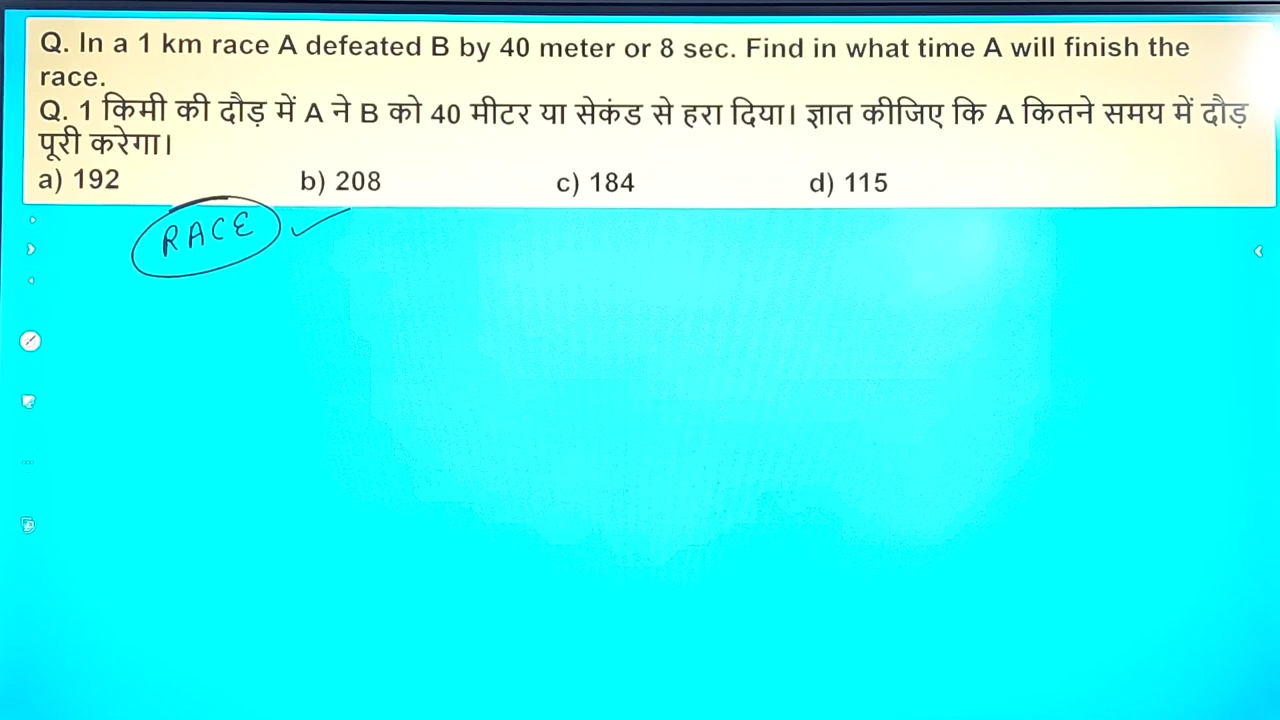 Q. In a 1 km race A defeated B by 40 meter or 8 sec. Find in what time A will finish the
race.
Q. 1 किमी की दौड़ में A ने B को 40 मीटर या सेकंड से हरा दिया। ज्ञात कीजिए कि A कितने समय में दौड़
पूरी करेगा।
a) 192 b) 208 c) 184 d) 115
RACE